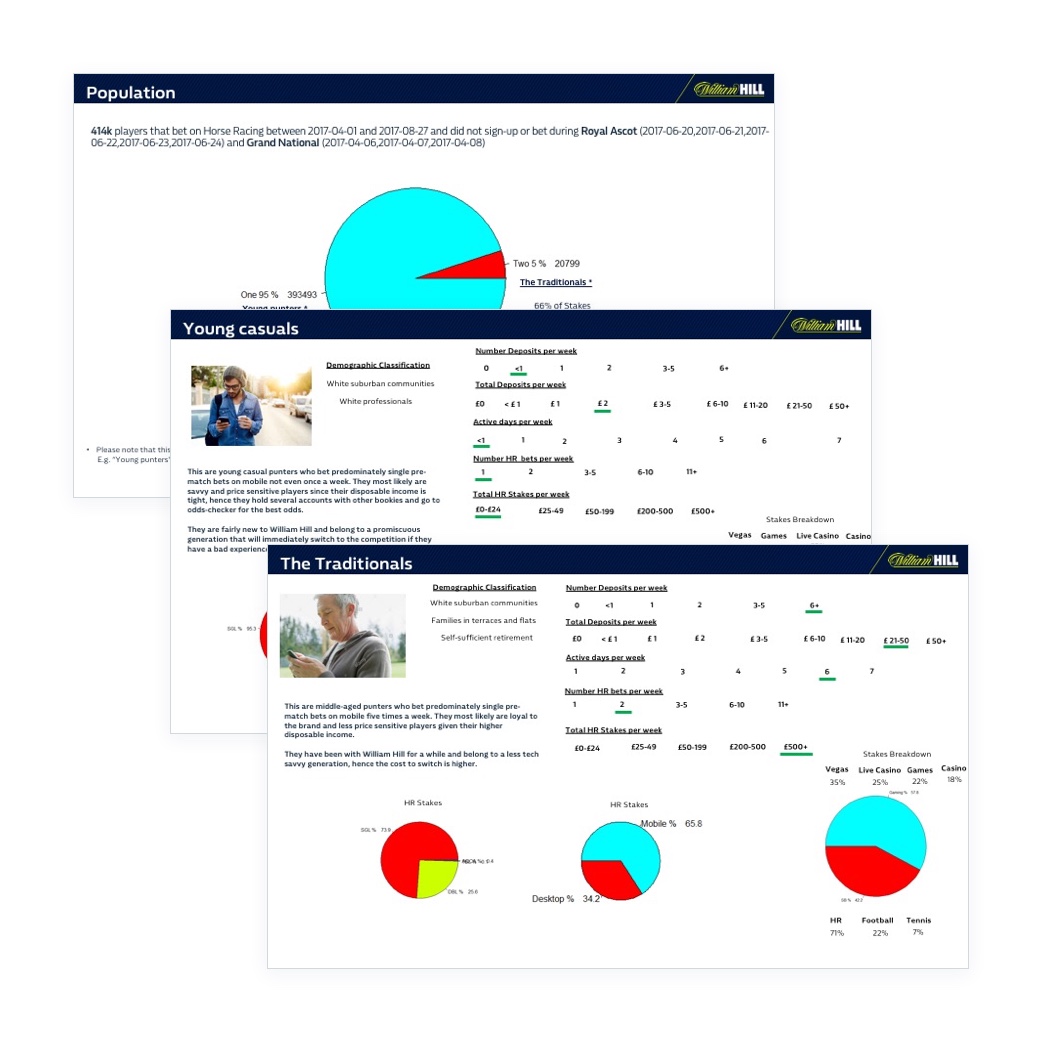 Population
William HILL
414k players that bet on Horse Racing between 2017-04-01 and 2017-08-27 and did not sign-up or bet during Royal Ascot (2017-06-20,2017-06-21,2017-
06-22,2017-06-23,2017-06-24) and Grand National (2017-04-06,2017-04-07,2017-04-08)
Two 5 % 20799
The Traditionals *
One 95 % 393493
66% of Stakes
Young punters *
• Please note that this
E.g. "Young punters"
Young casuals
William HILL
Demographic Classification
White suburban communities
White professionals
Number Deposits per week
0 <1 1 2 3-5 6+
Total Deposits per week
£0 < £ 1 £ 1 £ 2 £ 3-5 £ 6-10 £ 11-20 £ 21-50 £ 50+
Active days per week
<1 1 2 3 4 5 6 7
Number HR bets per week
1 2 3-5 6-10 11+
Total HR Stakes per week
£0-£24 £25-49 £50-199 £200-500 £500+
Stakes Breakdown
Vegas Games Live Casino Casino
This are young casual punters who bet predominately single pre-
match bets on mobile not even once a week. They most likely are
savvy and price sensitive players since their disposable income is
tight, hence they hold several accounts with other bookies and go to
odds-checker for the best odds.
They are fairly new to William Hill and belong to a promiscuous
generation that will immediately switch to the competition if they
have a bad experience
SGL % 95.3
The Traditionals
William HILL
Demographic Classification
White suburban communities
Families in terraces and flats
Self-sufficient retirement
Number Deposits per week
0 <1 1 2 3-5 6+
Total Deposits per week
£0 < £ 1 £ 1 £ 2 £ 3-5 £ 6-10 £ 11-20 £ 21-50 £ 50+
Active days per week
1 2 3 4 5 6 7
Number HR bets per week
1 2 3-5 6-10 11+
Total HR Stakes per week
£0-£24 £25-49 £50-199 £200-500 £500+
This are middle-aged punters who bet predominately single pre-
match bets on mobile five times a week. They most likely are loyal to
the brand and less price sensitive players given their higher
disposable income.
They have been with William Hill for a while and belong to a less tech
savvy generation, hence the cost to switch is higher.
Stakes Breakdown
Vegas Live Casino Games Casino
35% 25% 22% 18%
HR Stakes
SGL % 73.9
DBL % 25.6
HR Stakes
Mobile % 65.8
Desktop % 34.2
Gaming % 57.8
SB % 42.2
HR Football Tennis
71% 22% 7%